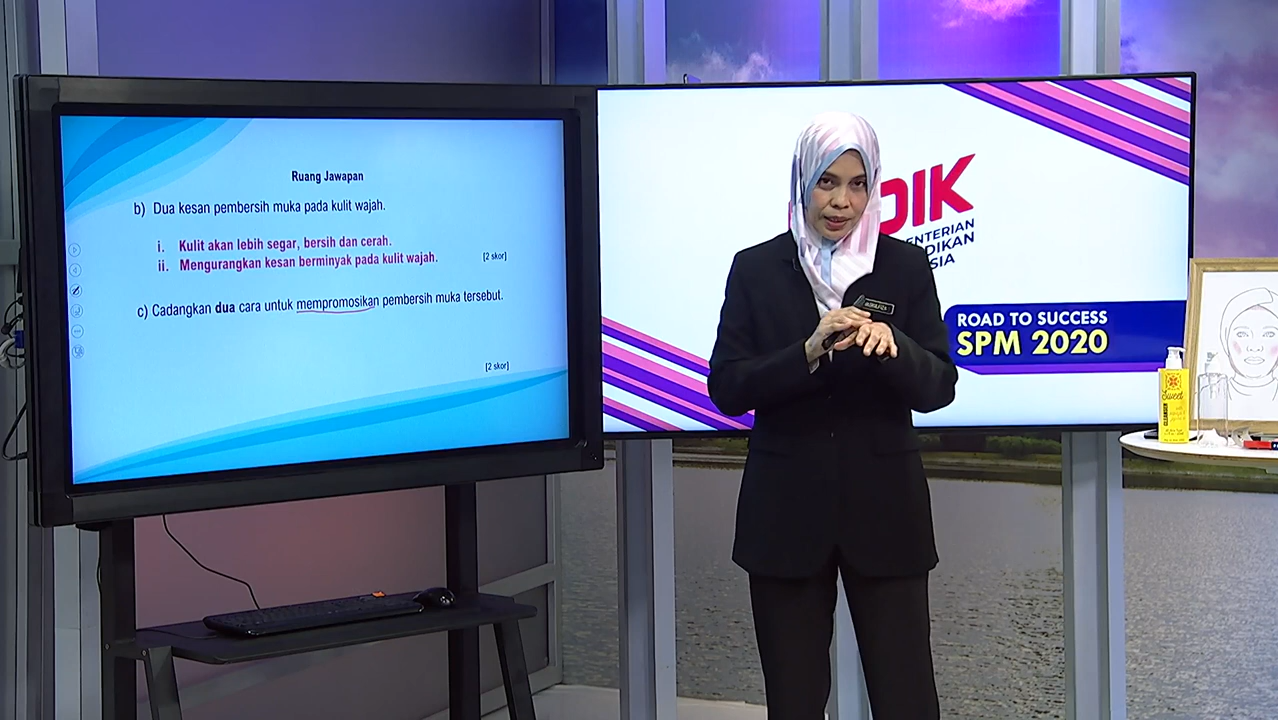 Ruang Jawapan
b) Dua kesan pembersih muka pada kulit wajah.
i. Kulit akan lebih segar, bersih dan cerah.
ii. Mengurangkan kesan berminyak pada kulit wajah.
[2 skor]
c) Cadangkan dua cara untuk mempromosikan pembersih muka tersebut.
[2 skor]
DIK
ROAD TO SUCCESS
SPM 2020
Sweet
CLEANSER